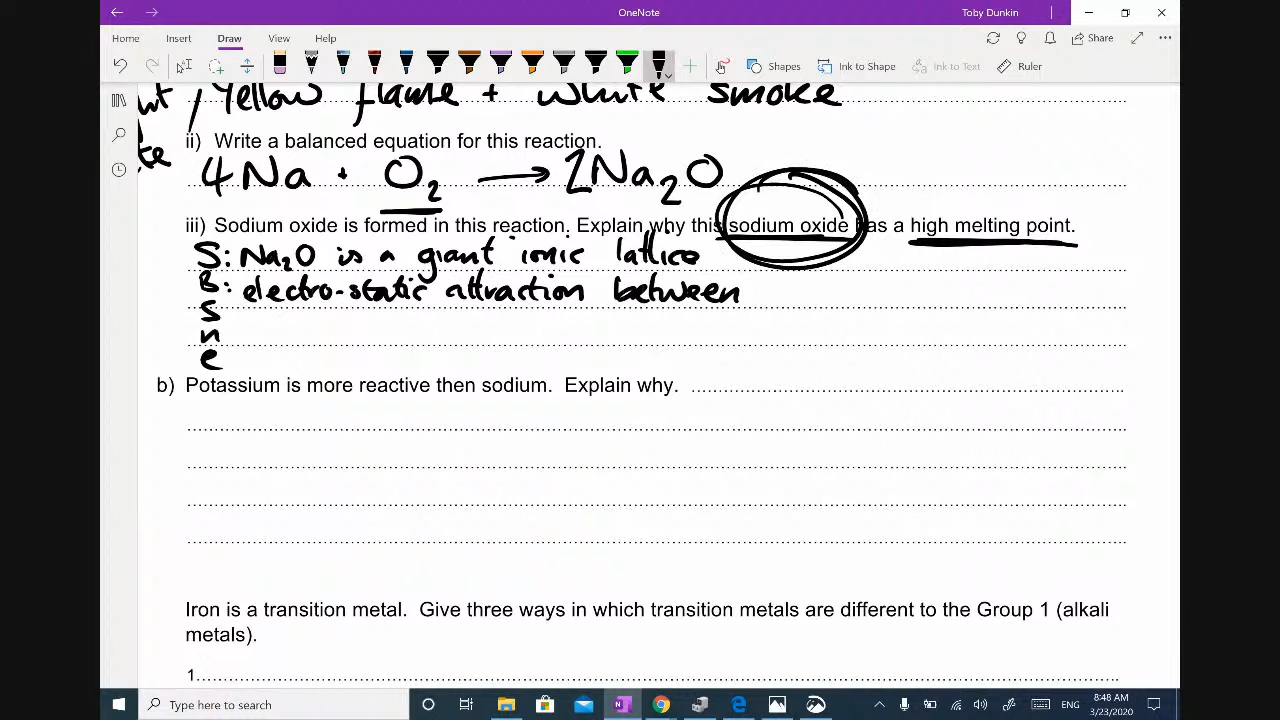 OneNote
Toby Dunkin
Home Insert Draw View Help
Share
Shapes Ink to Shape Ink to Text Ruler
, Yellow flame + white smoke
ii) Write a balanced equation for this reaction.
4Na + O2 → 2Na2O
iii) Sodium oxide is formed in this reaction. Explain why this sodium oxide has a high melting point.
S: Na2O is a giant ionic lattice
B: electro-static attraction between
S
n
e
b) Potassium is more reactive then sodium. Explain why.
Iron is a transition metal. Give three ways in which transition metals are different to the Group 1 (alkali
metals).
1.
Type here to search
ENG
8:48 AM
3/23/2020